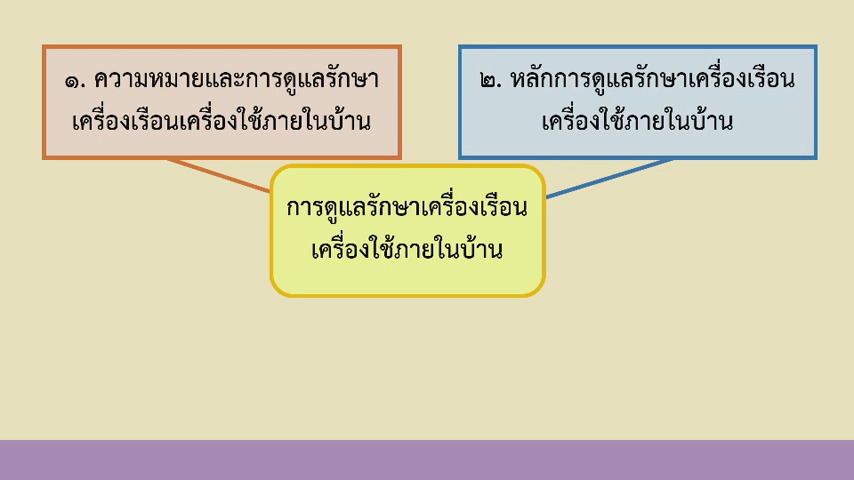 ๑. ความหมายและการดูแลรักษา
เครื่องเรือนเครื่องใช้ภายในบ้าน
๒. หลักการดูแลรักษาเครื่องเรือน
เครื่องใช้ภายในบ้าน
การดูแลรักษาเครื่องเรือน
เครื่องใช้ภายในบ้าน